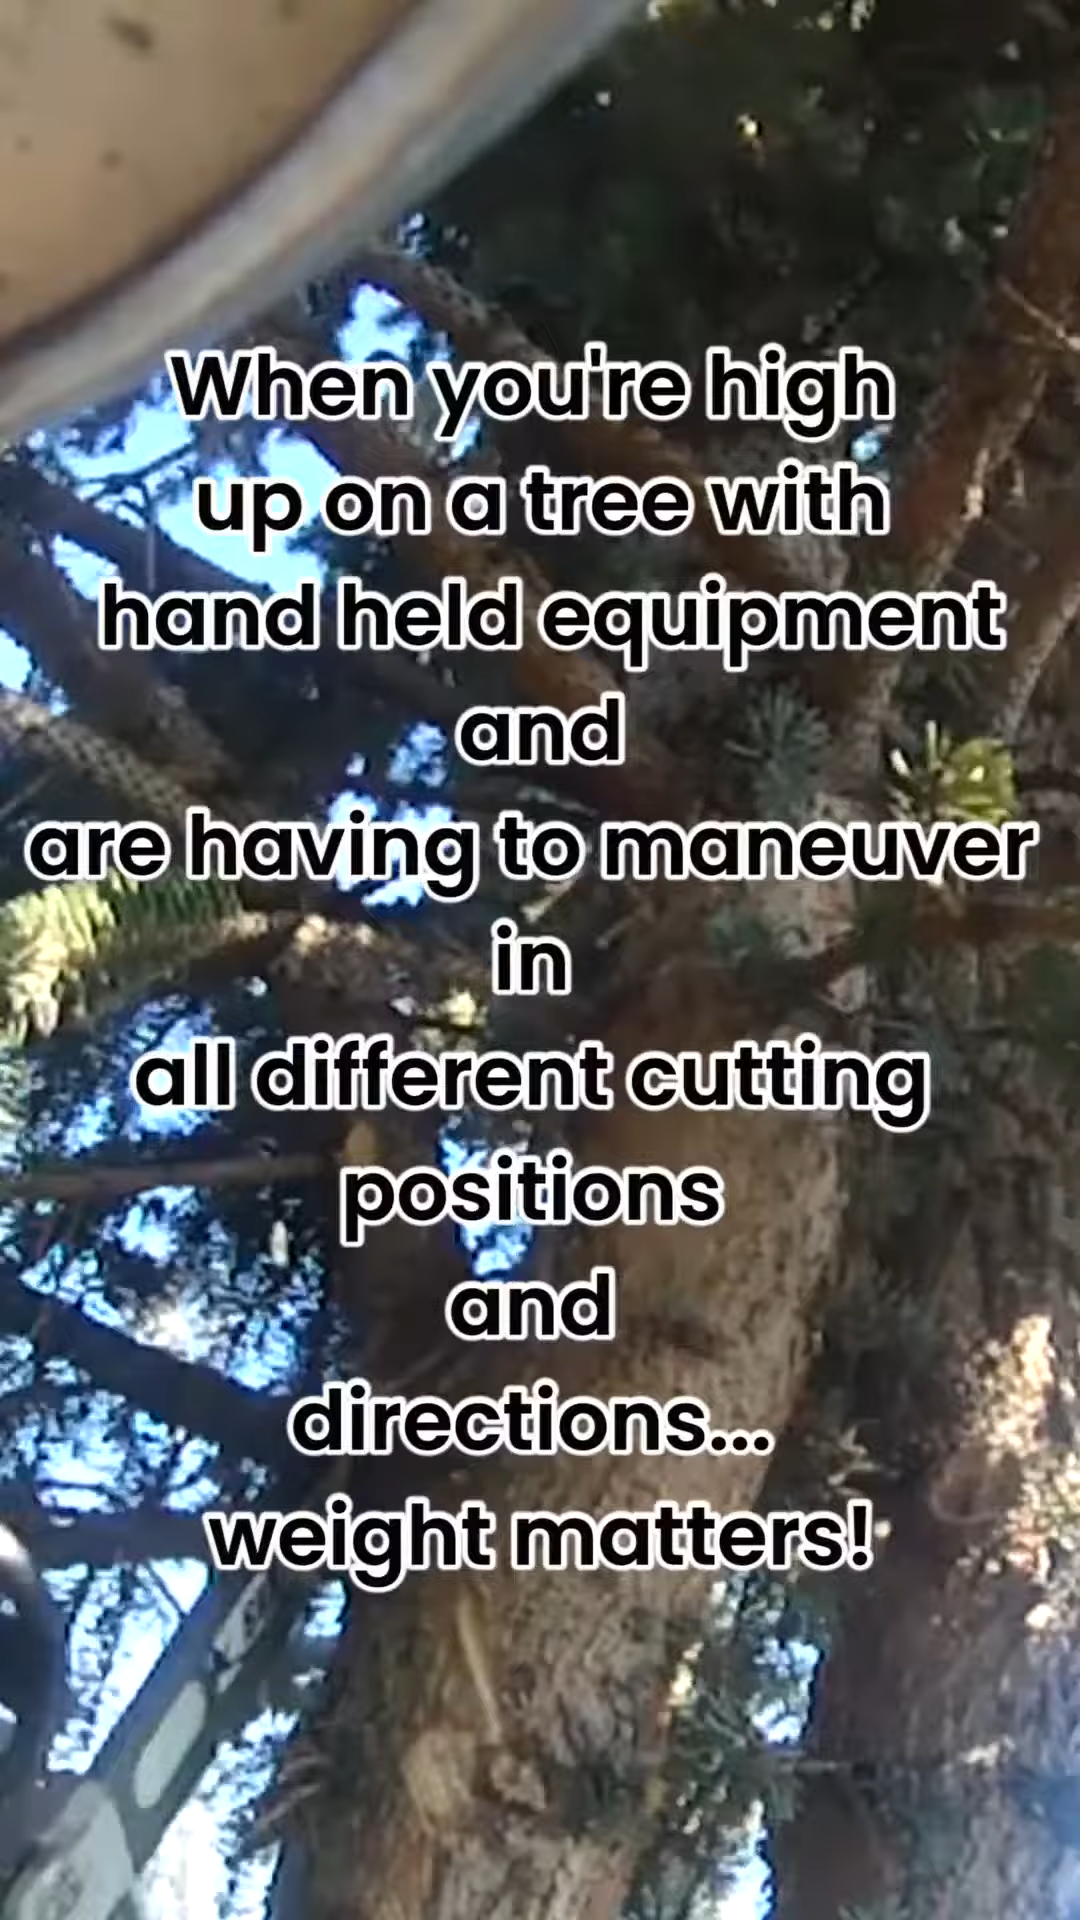 When you're high
up on a tree with
hand held equipment
and
are having to maneuver
in
all different cutting
positions
and
directions...
weight matters!